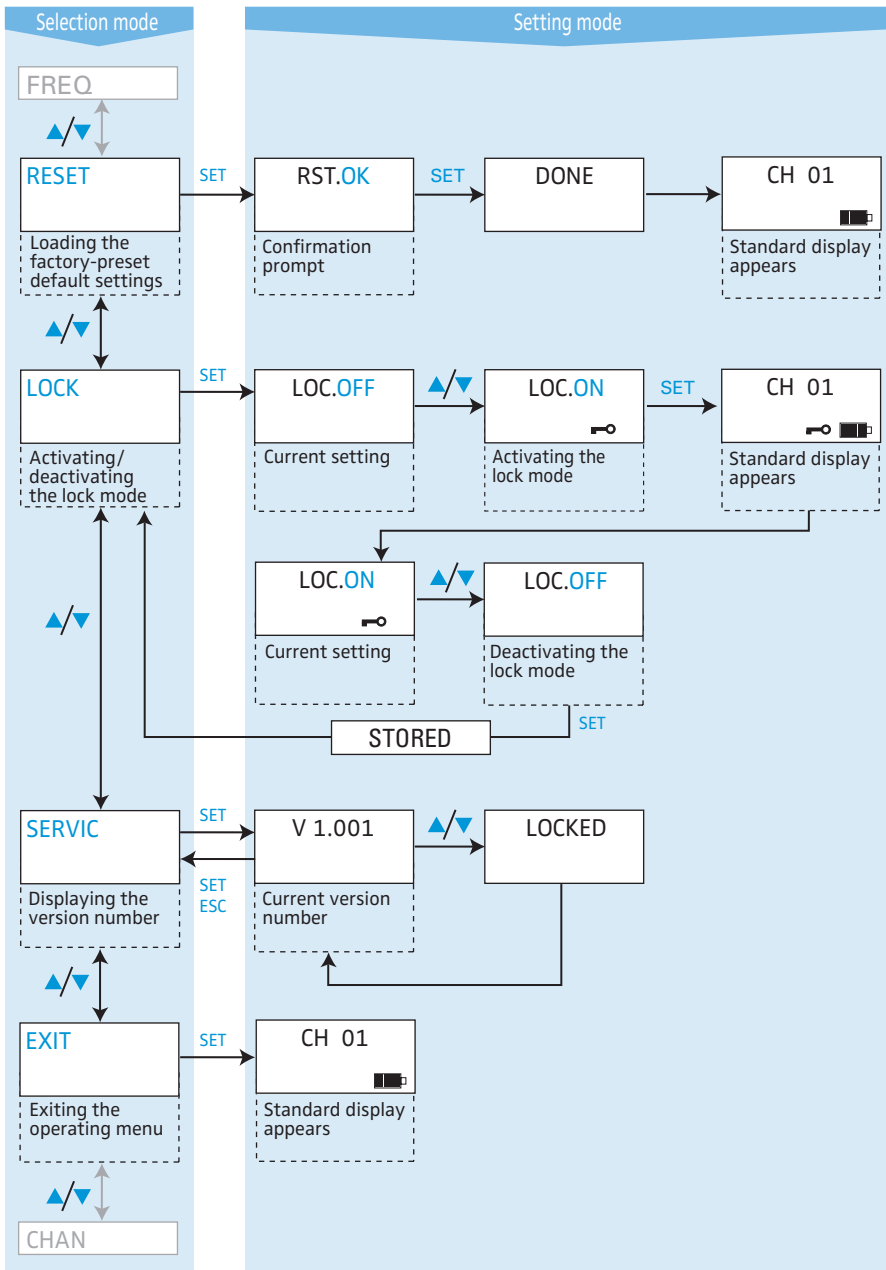 Selection mode
Setting mode
FREQ
RESET
SET
RST.OK
SET
DONE
CH 01
Loading the
factory-preset
default settings
Confirmation
prompt
Standard display
appears
LOCK
SET
LOC.OFF
LOC.ON
SET
CH 01
Activating/
deactivating
the lock mode
Current setting
Activating the
lock mode
Standard display
appears
LOC.ON
LOC.OFF
Current setting
Deactivating the
lock mode
SET
STORED
SERVIC
SET
V 1.001
LOCKED
SET
ESC
Displaying the
version number
Current version
number
EXIT
SET
CH 01
Exiting the
operating menu
Standard display
appears
CHAN